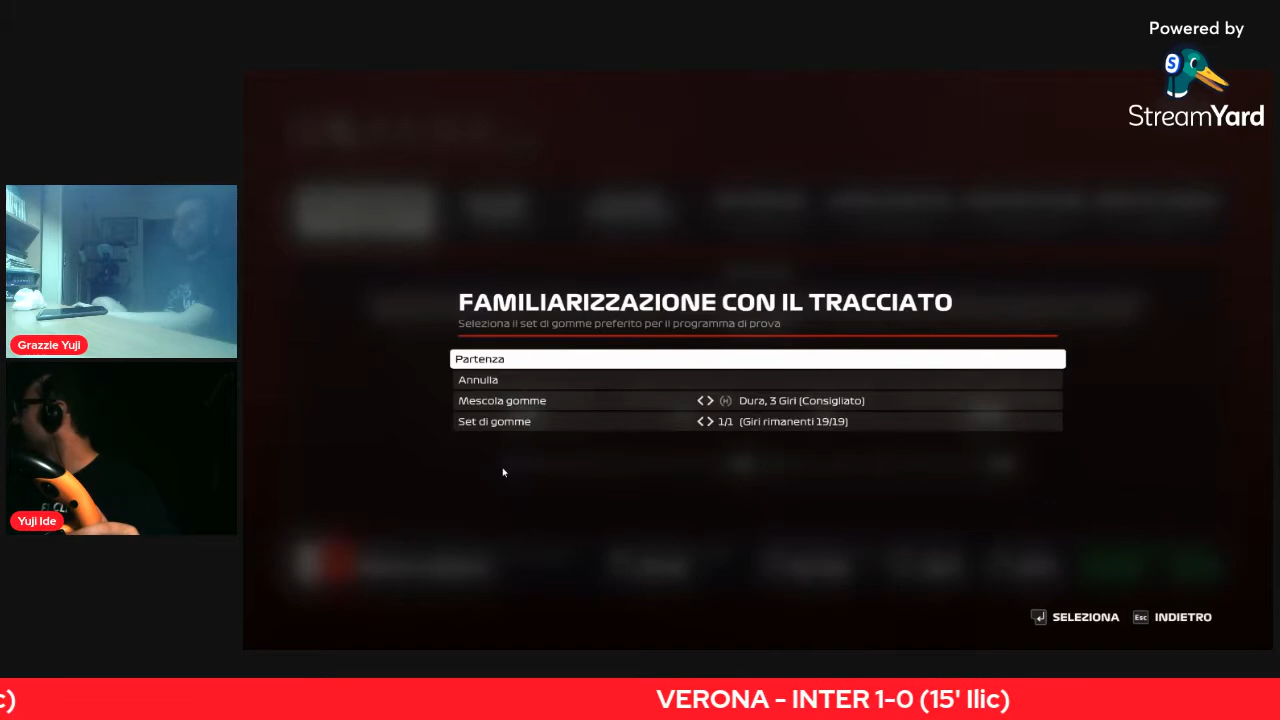 Powered by
StreamYard
FAMILIARIZZAZIONE CON IL TRACCIATO
Seleziona il set di gomme preferito per il programma di prova
Partenza
Annulla
Mescola gomme < > (H) Dura, 3 Giri (Consigliato)
Set di gomme < > 1/1 (Giri rimanenti 19/19)
Grazzie Yuji
Yuji Ide
Esc
SELEZIONA INDIETRO
c) VERONA - INTER 1-0 (15' Ilic)